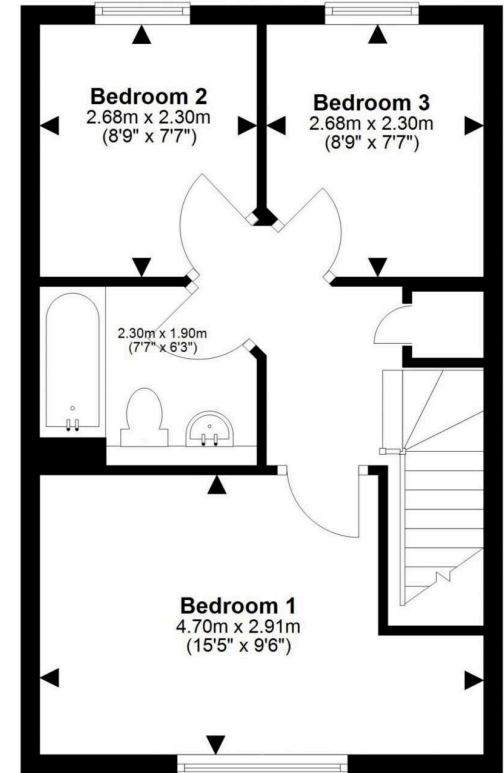 Bedroom 2
2.68m x 2.30m
(8'9" x 7'7")
Bedroom 3
2.68m x 2.30m
(8'9" x 7'7")
2.30m x 1.90m
(7'7" x 6'3")
Bedroom 1
4.70m x 2.91m
(15'5" x 9'6")